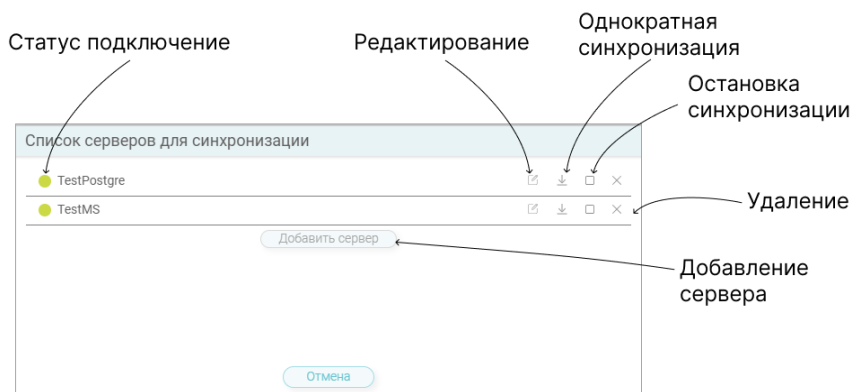 Статус подключение
Редактирование
Однократная
синхронизация
Остановка
синхронизации
Список серверов для синхронизации
TestPostgre
TestMS
Удаление
Добавить сервер
Добавление
сервера
Отмена